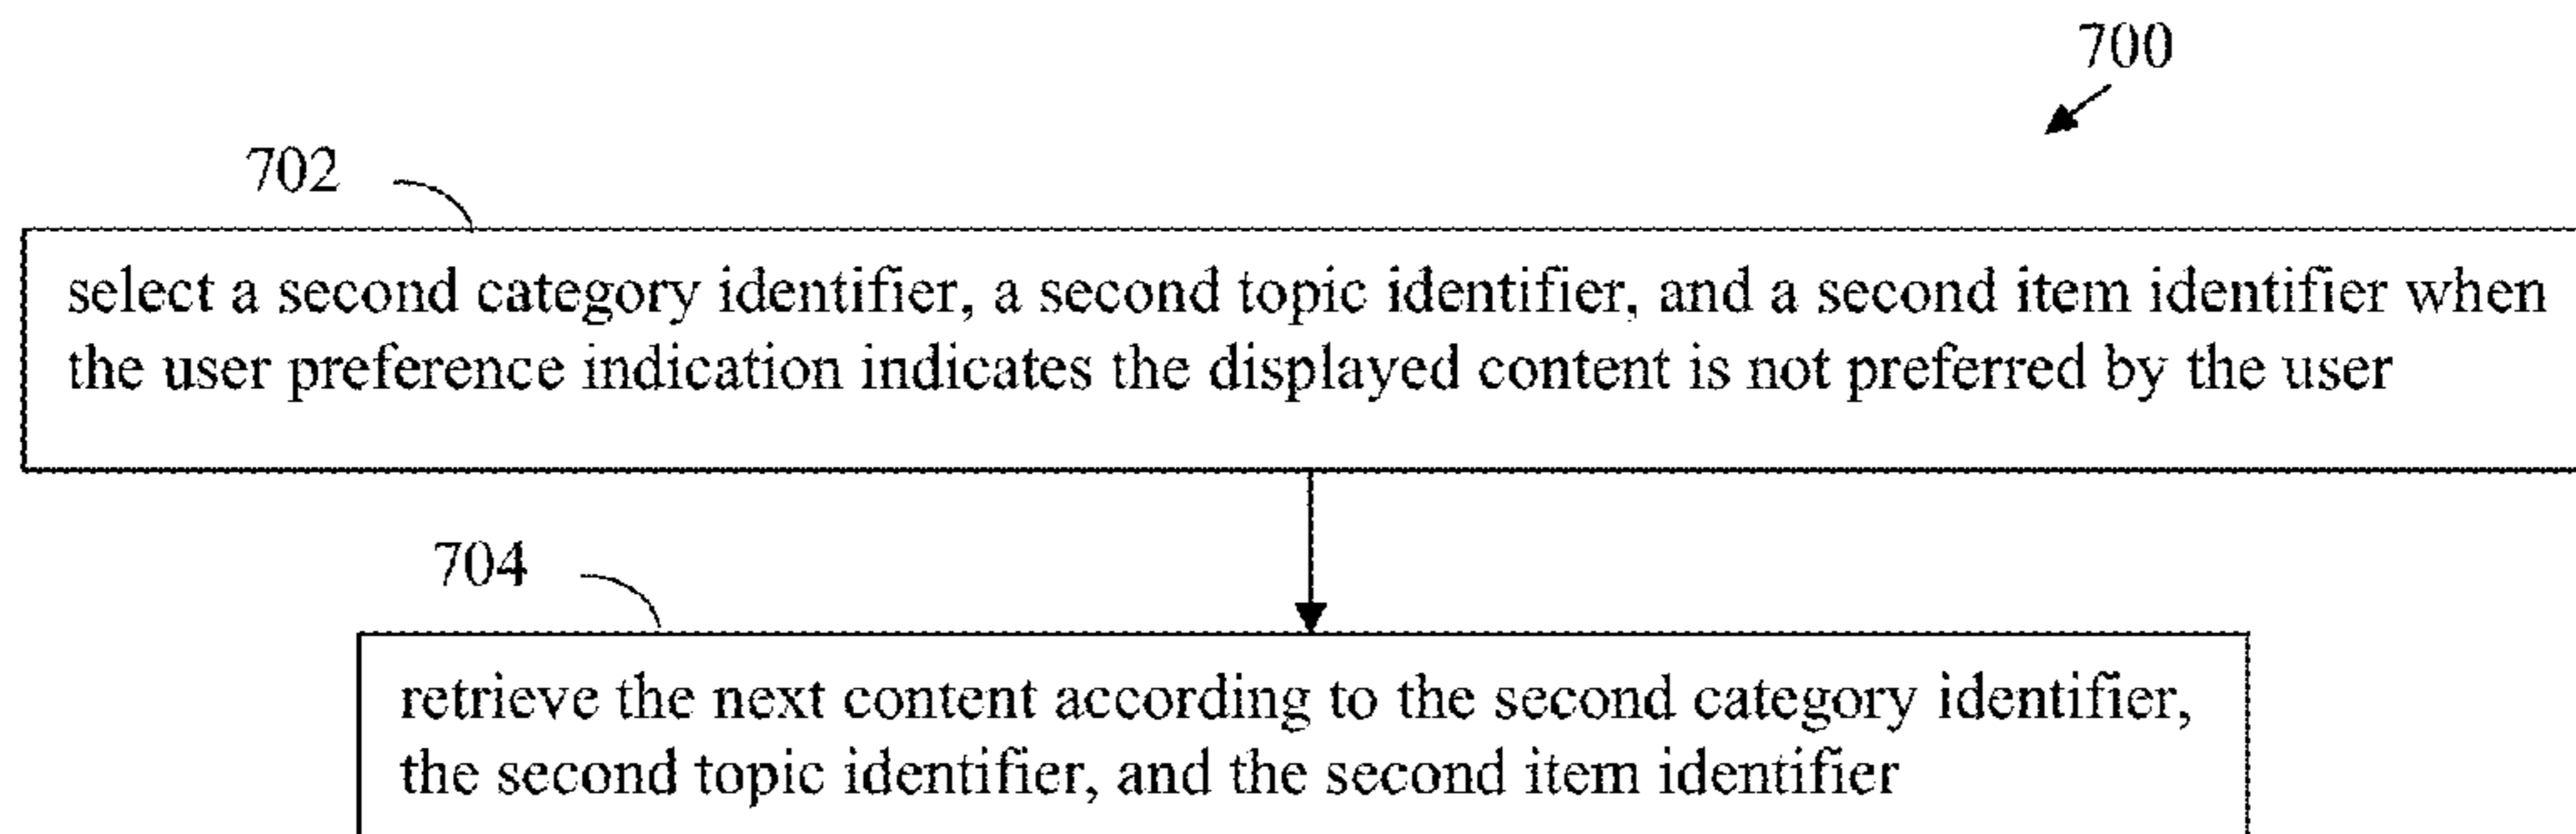 700
702
select a second category identifier, a second topic identifier, and a second item identifier when
the user preference indication indicates the displayed content is not preferred by the user
704
retrieve the next content according to the second category identifier,
the second topic identifier, and the second item identifier